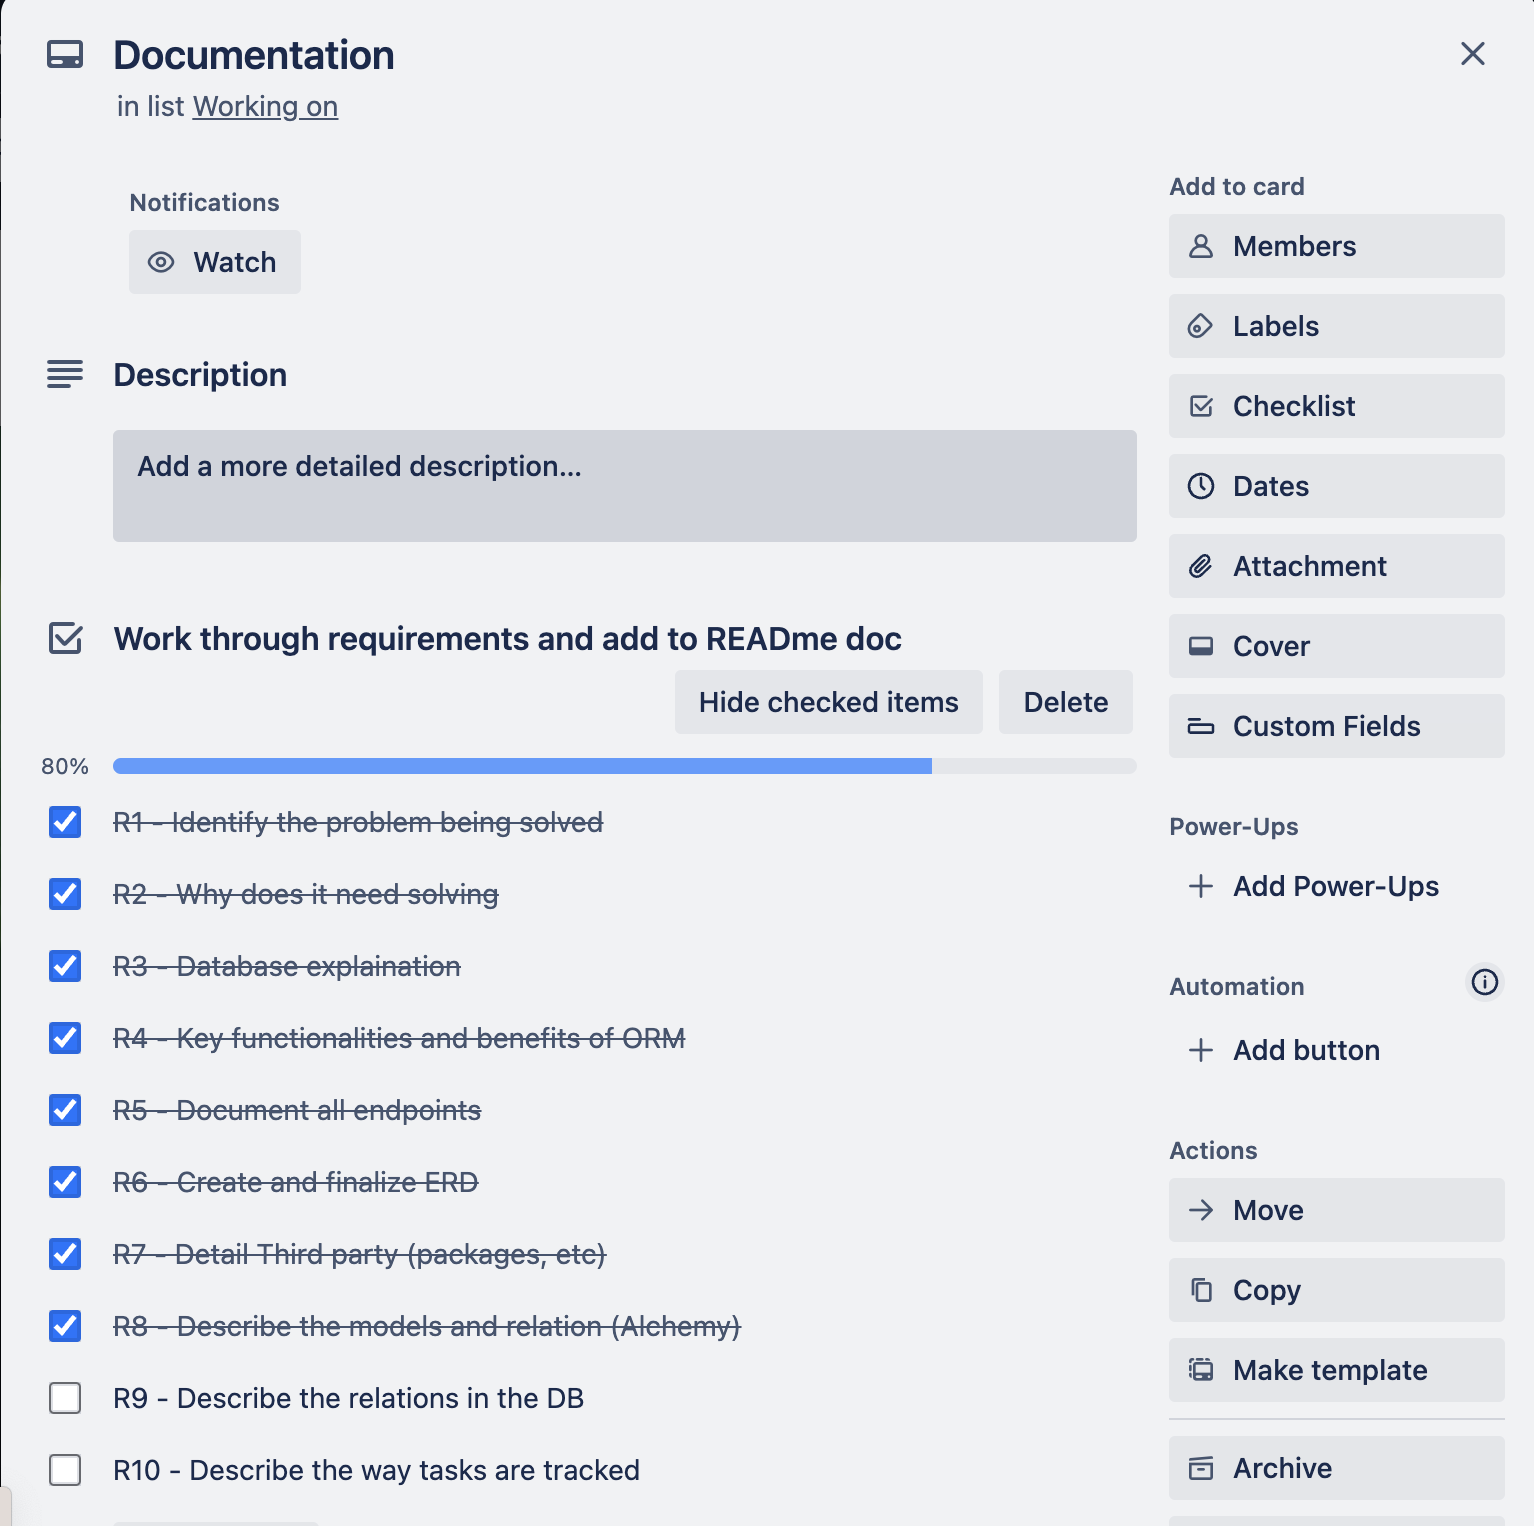 Documentation
in list Working on
Notifications
Watch
Description
Add a more detailed description...
Work through requirements and add to READme doc
Hide checked items
Delete
80%
R1 - Identify the problem being solved
R2 - Why does it need solving
R3 - Database explaination
R4 - Key functionalities and benefits of ORM
R5 - Document all endpoints
R6 - Create and finalize ERD
R7 - Detail Third party (packages, etc)
R8 - Describe the models and relation (Alchemy)
R9 - Describe the relations in the DB
R10 - Describe the way tasks are tracked
Add to card
Members
Labels
Checklist
Dates
Attachment
Cover
Custom Fields
Power-Ups
Add Power-Ups
Automation
Add button
Actions
Move
Copy
Make template
Archive